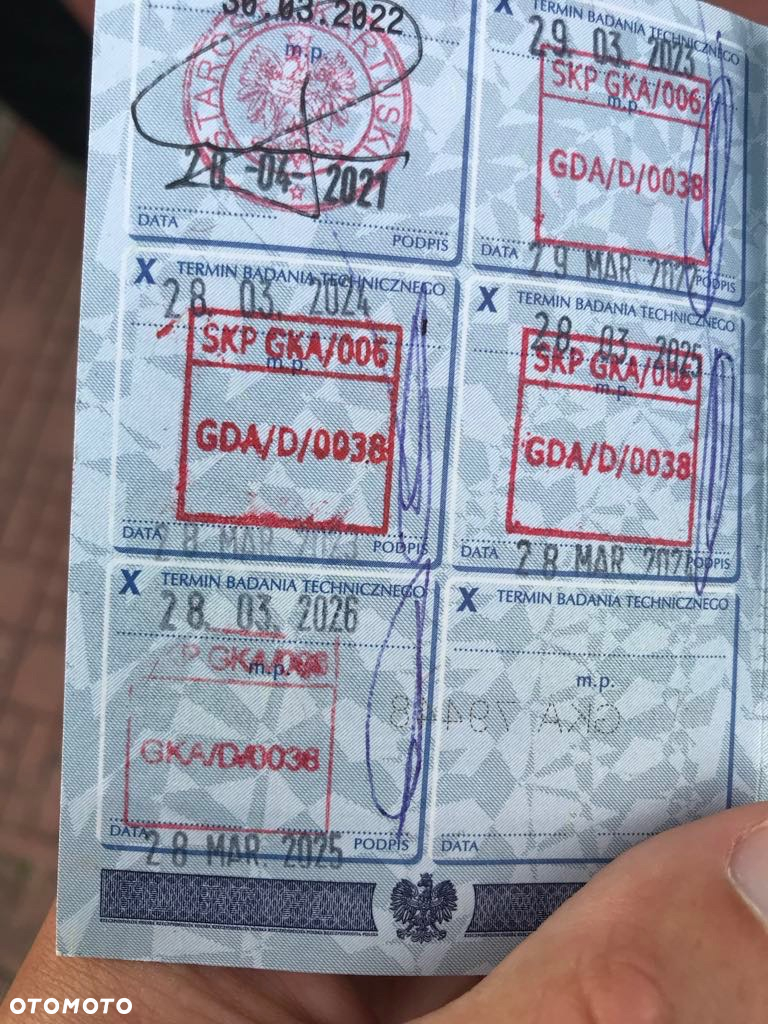 30.03.2022
m.p.
28 -04- 2021
DATA
PODPIS
X TERMIN BADANIA TECHNICZNEGO
29. 03. 2023
SKP GKA/006
m.p.
GDA/D/0038
DATA 29 MAR 2022 PODPIS
X TERMIN BADANIA TECHNICZNEGO
28. 03. 2024
SKP GKA/006
m.p.
GDA/D/0038
DATA 28 MAR 2023 PODPIS
X TERMIN BADANIA TECHNICZNEGO
28. 03. 2025
SKP GKA/006
m.p.
GDA/D/0038
DATA 28 MAR PODPIS
X TERMIN BADANIA TECHNICZNEGO
28. 03. 2026
m.p.
GKA/D/0038
DATA 28 MAR. 2025 PODPIS
X TERMIN BADANIA TECHNICZNEGO
m.p.
DATA
OTOMOTO